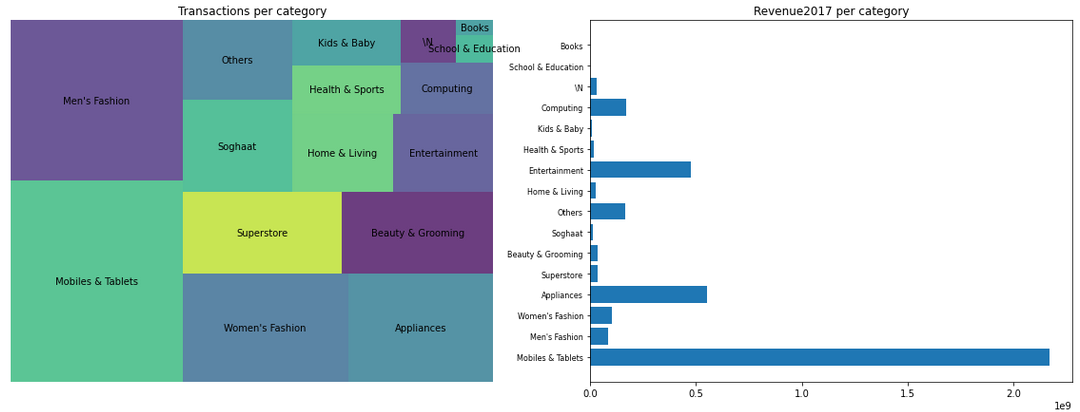 Transactions per category
Men's Fashion
Others
Kids & Baby
\N
Books
School & Education
Health & Sports
Computing
Soghaat
Home & Living
Entertainment
Mobiles & Tablets
Superstore
Beauty & Grooming
Women's Fashion
Appliances
Revenue2017 per category
Books
School & Education
\N
Computing
Kids & Baby
Health & Sports
Entertainment
Home & Living
Others
Soghaat
Beauty & Grooming
Superstore
Appliances
Women's Fashion
Men's Fashion
Mobiles & Tablets
0.0 0.5 1.0 1.5 2.0
1e9